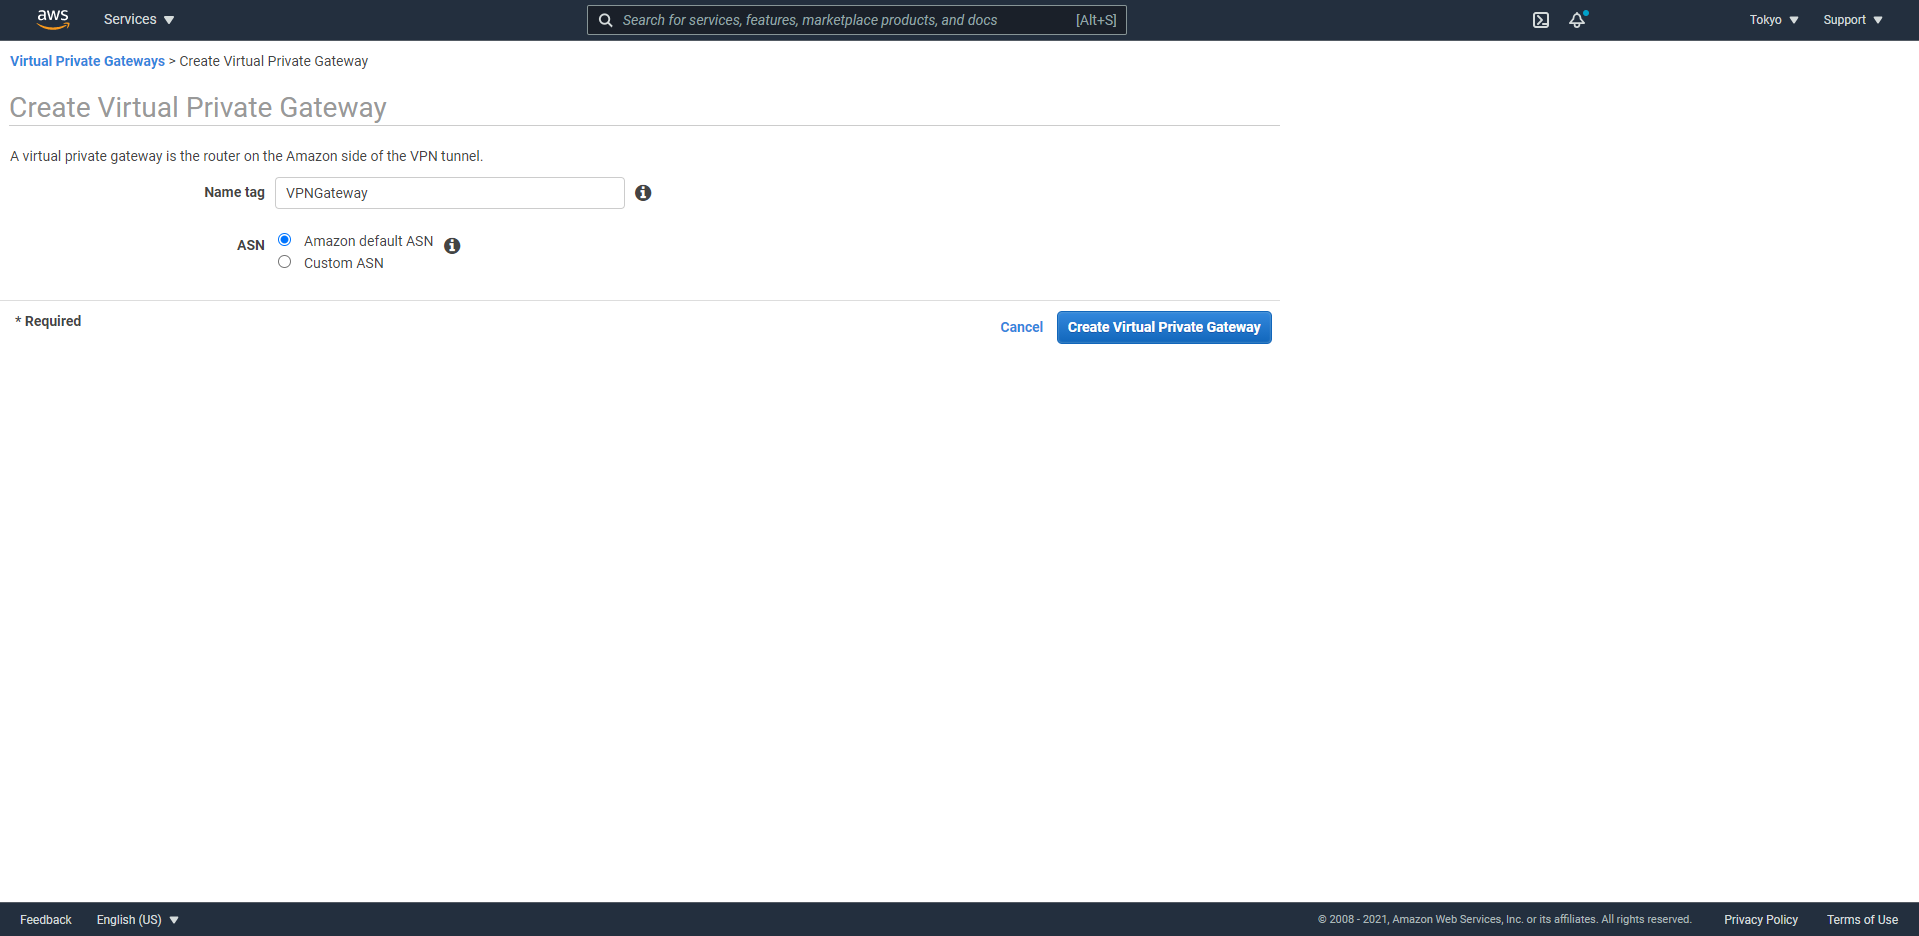 aws Services Search for services, features, marketplace products, and docs [Alt+S] Tokyo Support
Virtual Private Gateways > Create Virtual Private Gateway
Create Virtual Private Gateway
A virtual private gateway is the router on the Amazon side of the VPN tunnel.
Name tag VPNGateway
ASN Amazon default ASN
Custom ASN
* Required
Cancel Create Virtual Private Gateway
Feedback English (US) © 2008 - 2021, Amazon Web Services, Inc. or its affiliates. All rights reserved. Privacy Policy Terms of Use